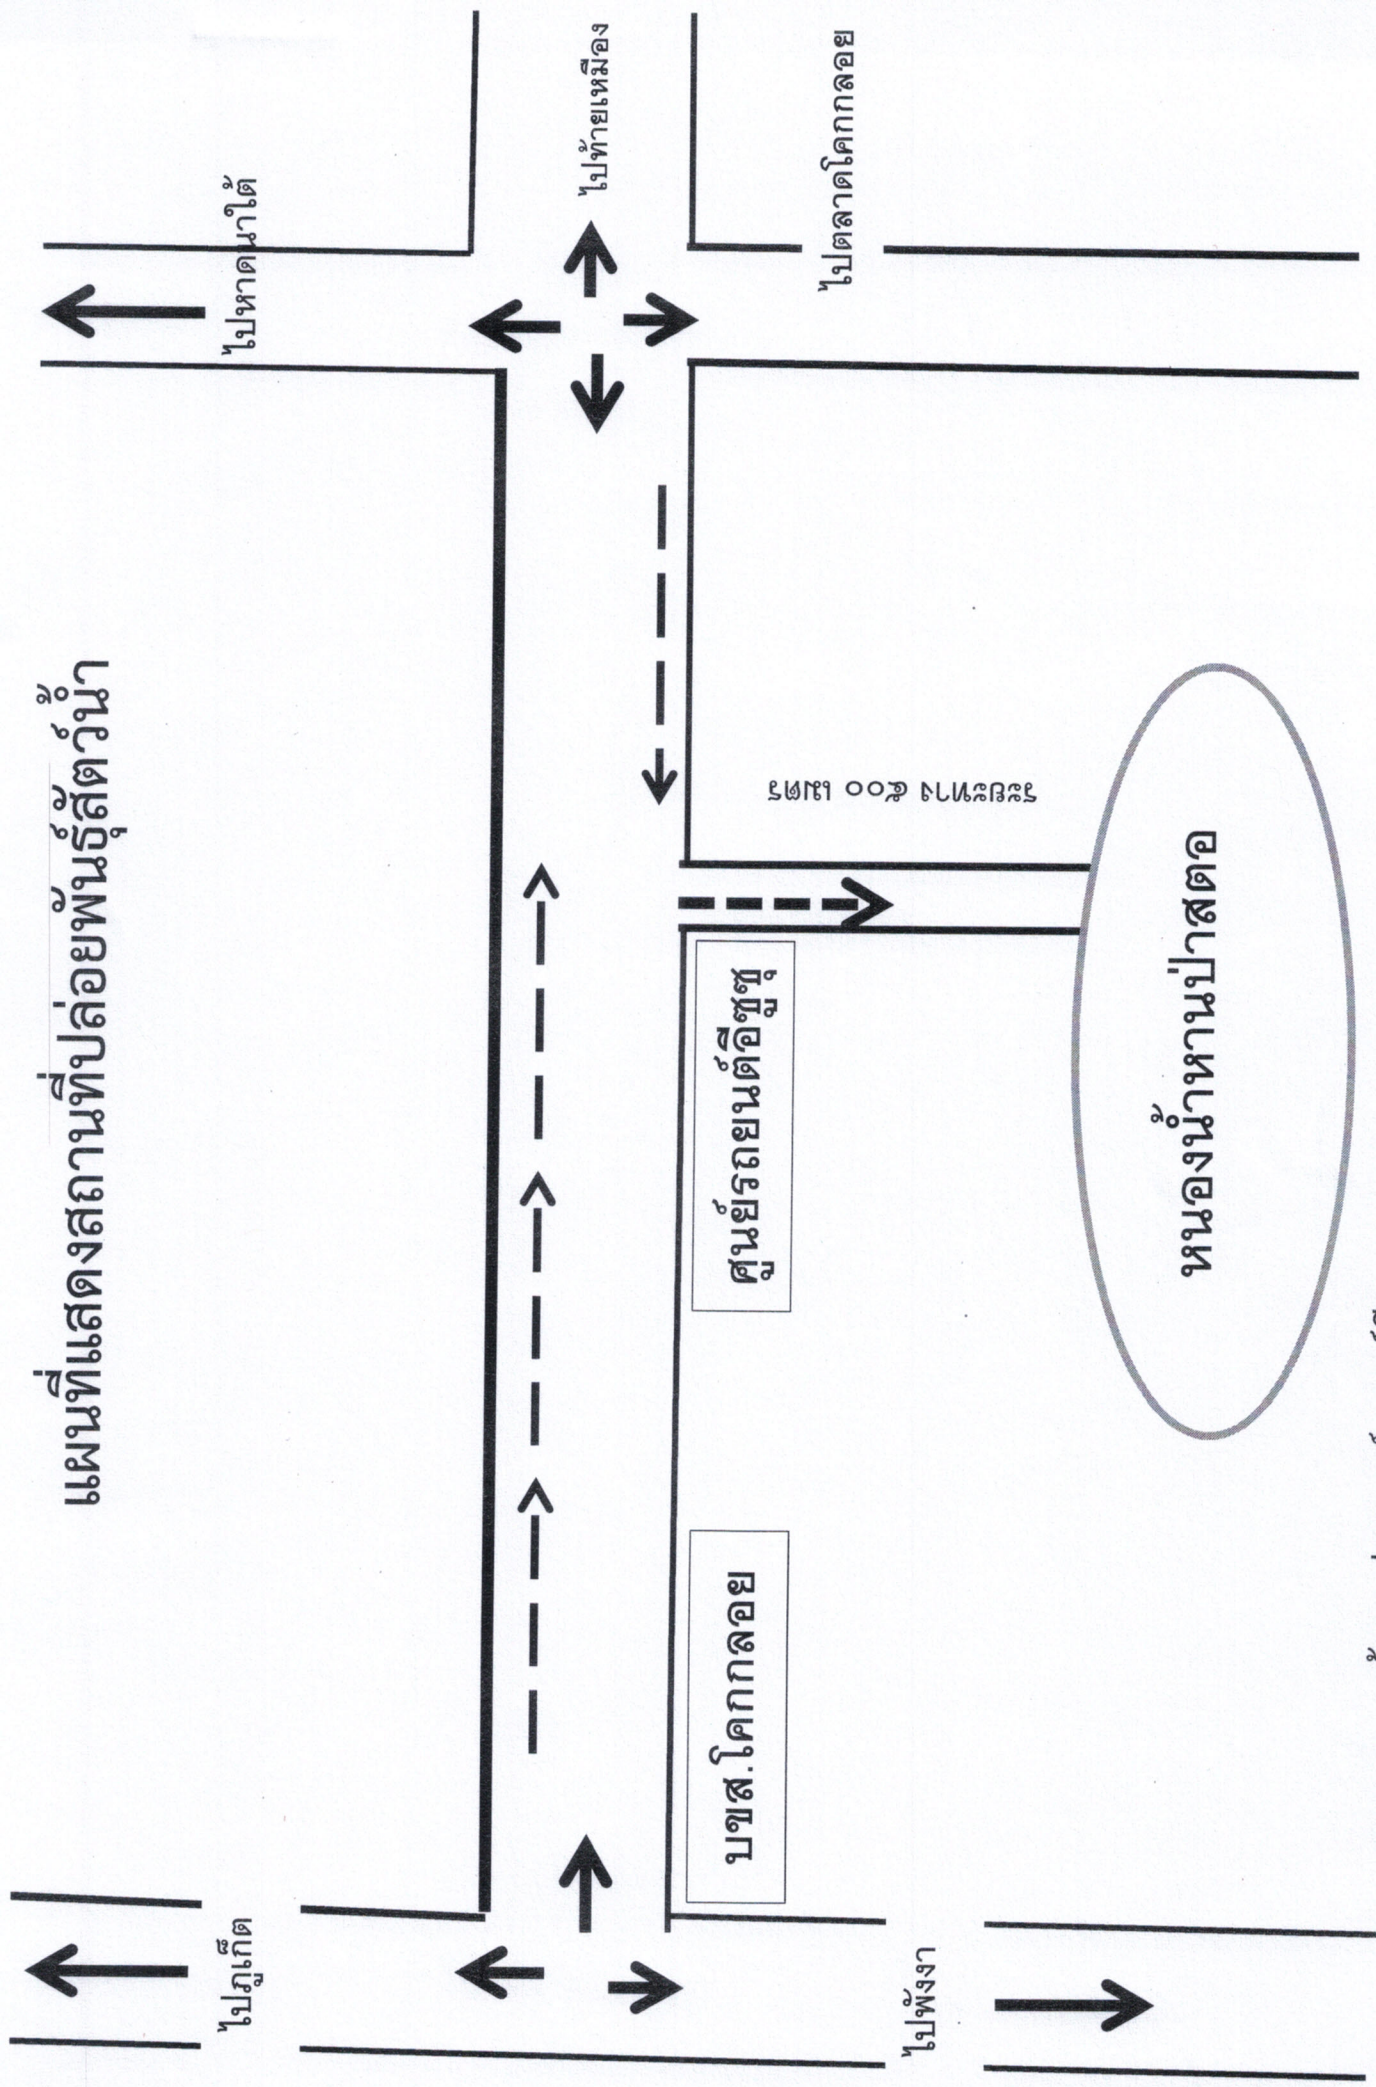 แผนที่แสดงสถานที่ปล่อยพันธุ์สัตว์น้ำ
ไปภูเก็ต
ไปหาดนาใต้
ไปท้ายเหมือง
บขส.โคกกลอย
ศูนย์รถยนต์อีซูซุ
ระยะทาง ๕๐๐ เมตร
ไปตลาดโคกกลอย
ไปพังงา
หนองน้ำหานป่าสตอ